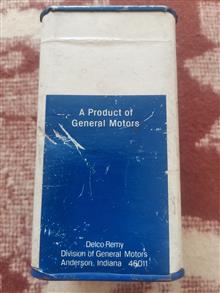 A Product of
General Motors
Delco Remy
Division of General Motors
Anderson, Indiana 46011